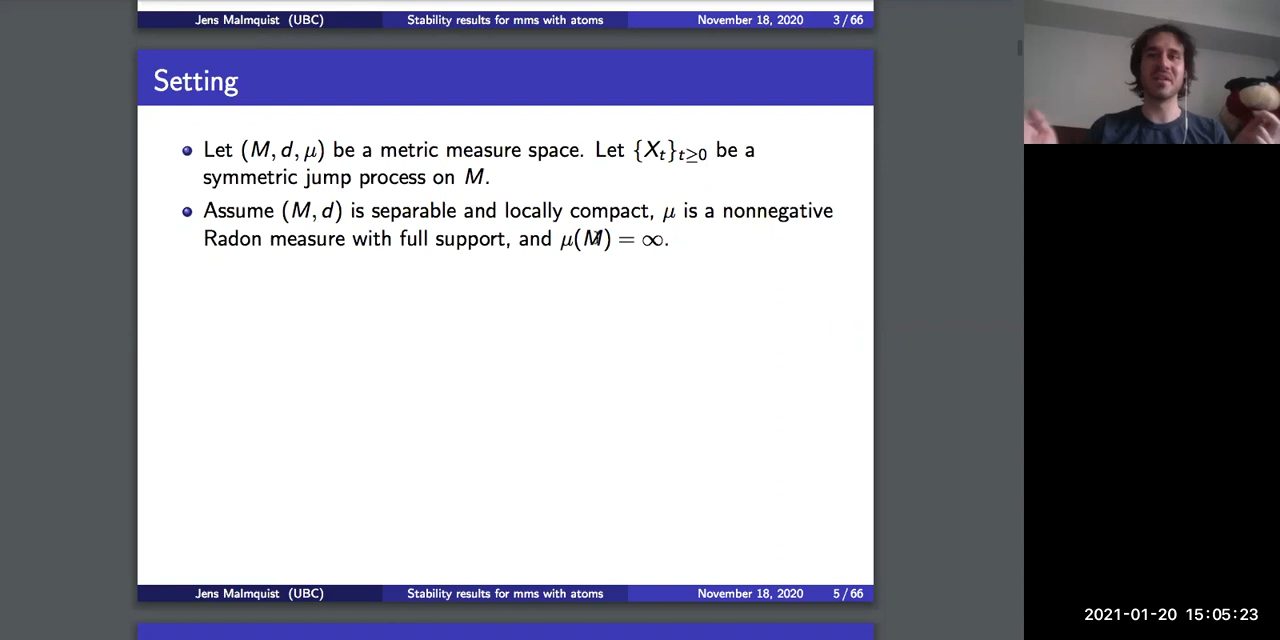 Jens Malmquist (UBC) Stability results for mms with atoms November 18, 2020 3 / 66
Setting
Let (M, d, μ) be a metric measure space. Let {X_t}_{t≥0} be a
symmetric jump process on M.
Assume (M, d) is separable and locally compact, μ is a nonnegative
Radon measure with full support, and μ(M) = ∞.
Jens Malmquist (UBC) Stability results for mms with atoms November 18, 2020 5 / 66
2021-01-20 15:05:23